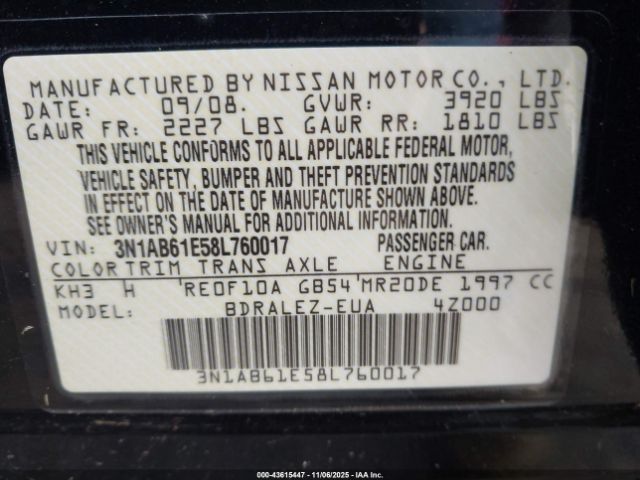 MANUFACTURED BY NISSAN MOTOR CO., LTD.
DATE: 09/08. GVWR: 3920 LBS
GAWR FR: 2227 LBS GAWR RR: 1810 LBS
THIS VEHICLE CONFORMS TO ALL APPLICABLE FEDERAL MOTOR,
VEHICLE SAFETY, BUMPER AND THEFT PREVENTION STANDARDS
IN EFFECT ON THE DATE OF MANUFACTURE SHOWN ABOVE.
SEE OWNER'S MANUAL FOR ADDITIONAL INFORMATION.
VIN: 3N1AB61E58L760017 PASSENGER CAR.
COLOR TRIM TRANS AXLE ENGINE
KH3 H 'RE0F10A GB54'MR20DE 1997 CC
MODEL: BDRALEZ-EUA 4Z000
3N1AB61E58L760017
000-43615447 - 11/06/2025 - IAA Inc.